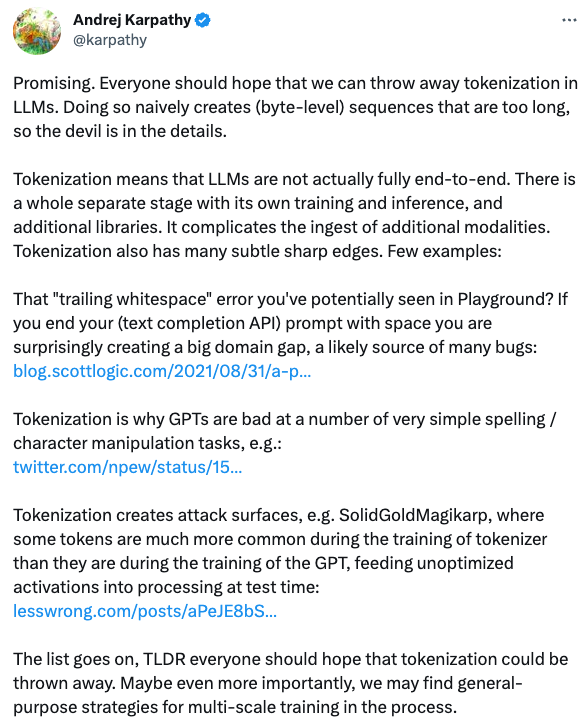 Andrej Karpathy
@karpathy
Promising. Everyone should hope that we can throw away tokenization in
LLMs. Doing so naively creates (byte-level) sequences that are too long,
so the devil is in the details.
Tokenization means that LLMs are not actually fully end-to-end. There is
a whole separate stage with its own training and inference, and
additional libraries. It complicates the ingest of additional modalities.
Tokenization also has many subtle sharp edges. Few examples:
That "trailing whitespace" error you've potentially seen in Playground? If
you end your (text completion API) prompt with space you are
surprisingly creating a big domain gap, a likely source of many bugs:
blog.scottlogic.com/2021/08/31/a-p…
Tokenization is why GPTs are bad at a number of very simple spelling /
character manipulation tasks, e.g.:
twitter.com/npew/status/15…
Tokenization creates attack surfaces, e.g. SolidGoldMagikarp, where
some tokens are much more common during the training of tokenizer
than they are during the training of the GPT, feeding unoptimized
activations into processing at test time:
lesswrong.com/posts/aPeJE8bS…
The list goes on, TLDR everyone should hope that tokenization could be
thrown away. Maybe even more importantly, we may find general-
purpose strategies for multi-scale training in the process.